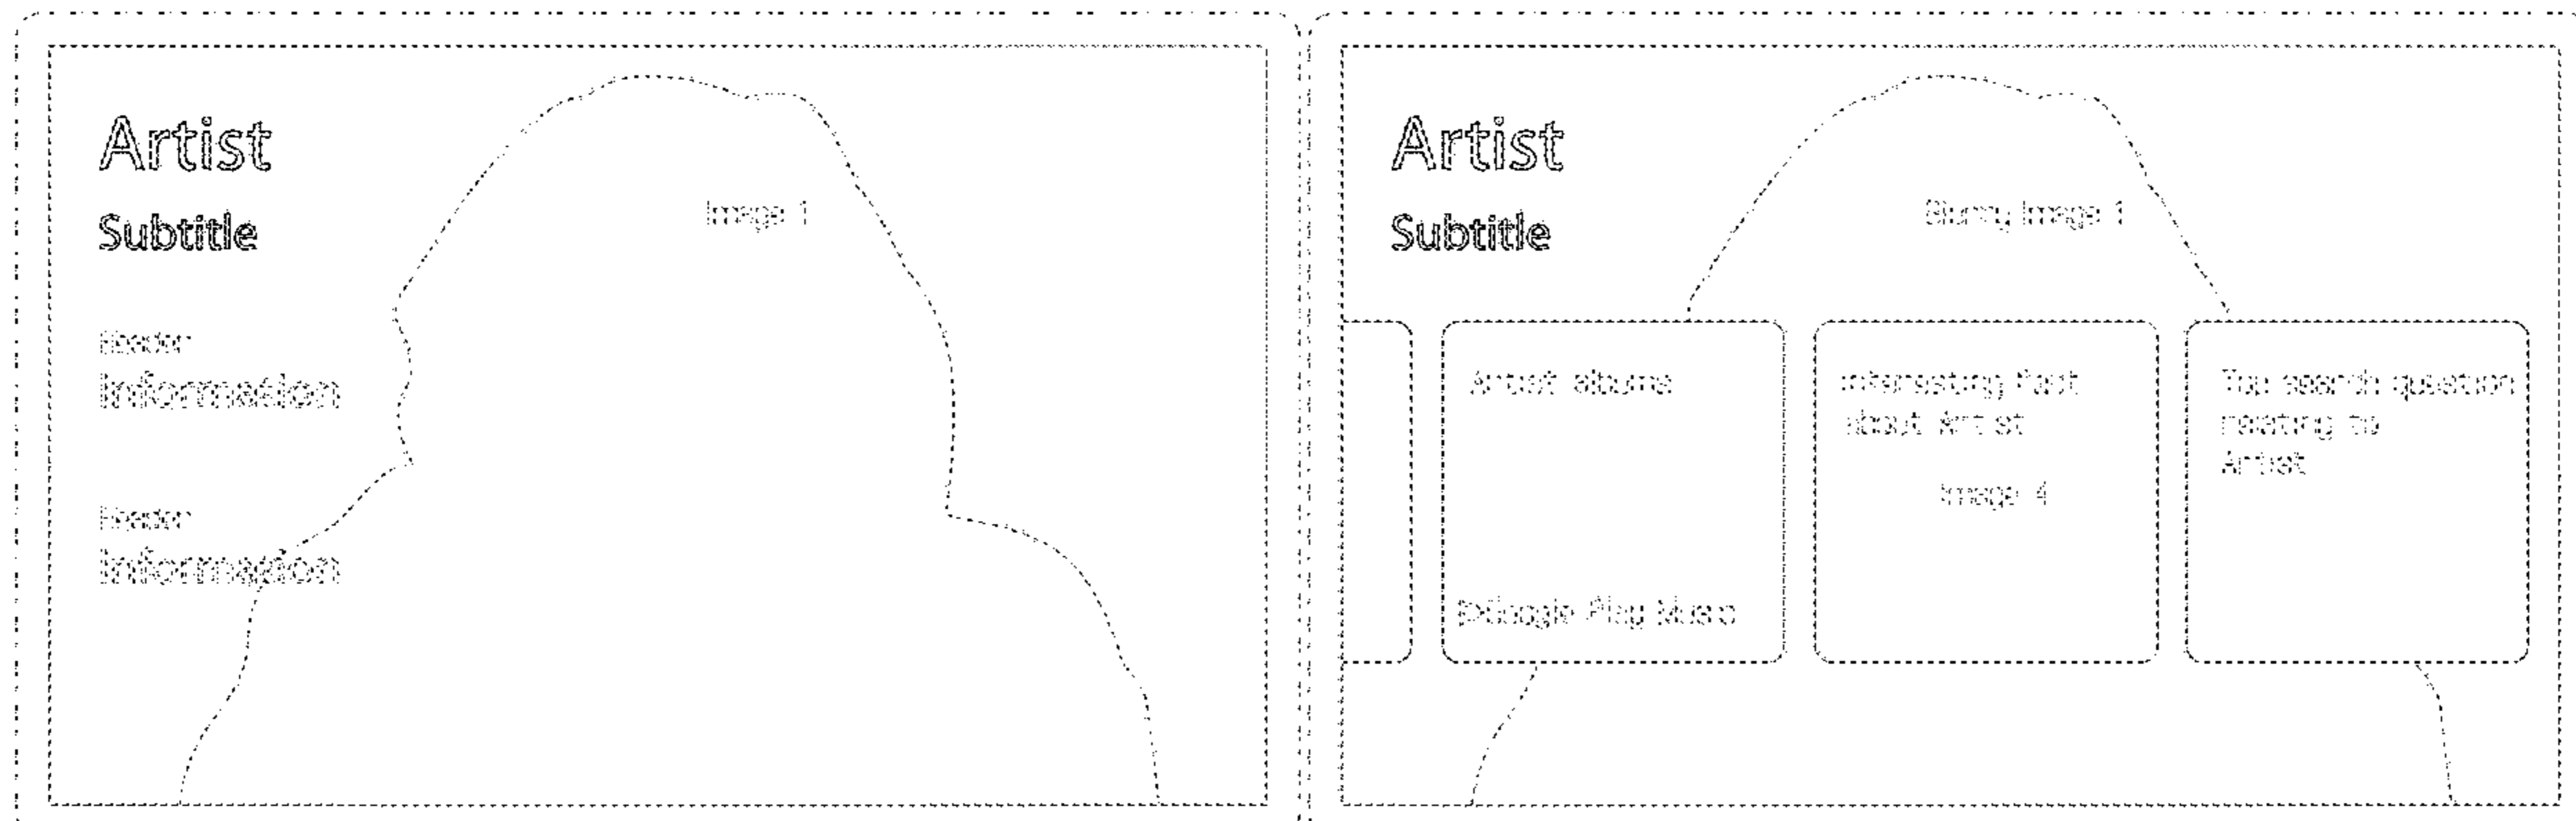 Artist
Subtitle
Image 1
Header
Information
Header
Information
Artist
Subtitle
Blurry Image 1
Artist albums
Google Play Music
Interesting Fact
about Artist
Image 4
Top search question
relating to
Artist